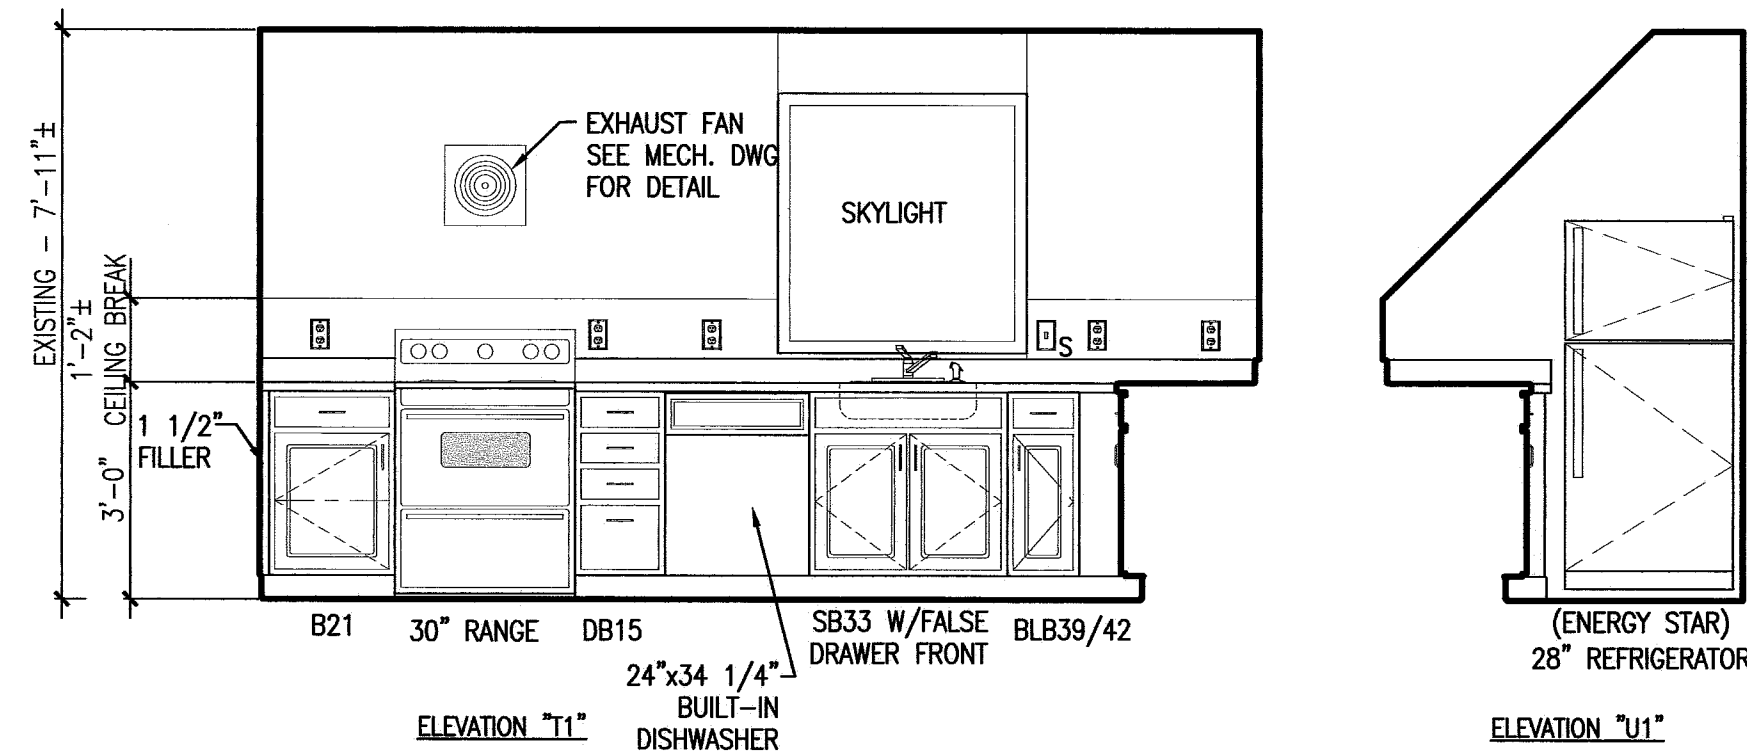 EXISTING – 7'–11"±
1'–2"±
CEILING BREAK
3'–0"
1 1/2"
FILLER
EXHAUST FAN
SEE MECH. DWG
FOR DETAIL
SKYLIGHT
S
B21
30" RANGE
DB15
24"x34 1/4"
BUILT–IN
DISHWASHER
SB33 W/FALSE
DRAWER FRONT
BLB39/42
ELEVATION "T1"
(ENERGY STAR)
28" REFRIGERATOR
ELEVATION "U1"